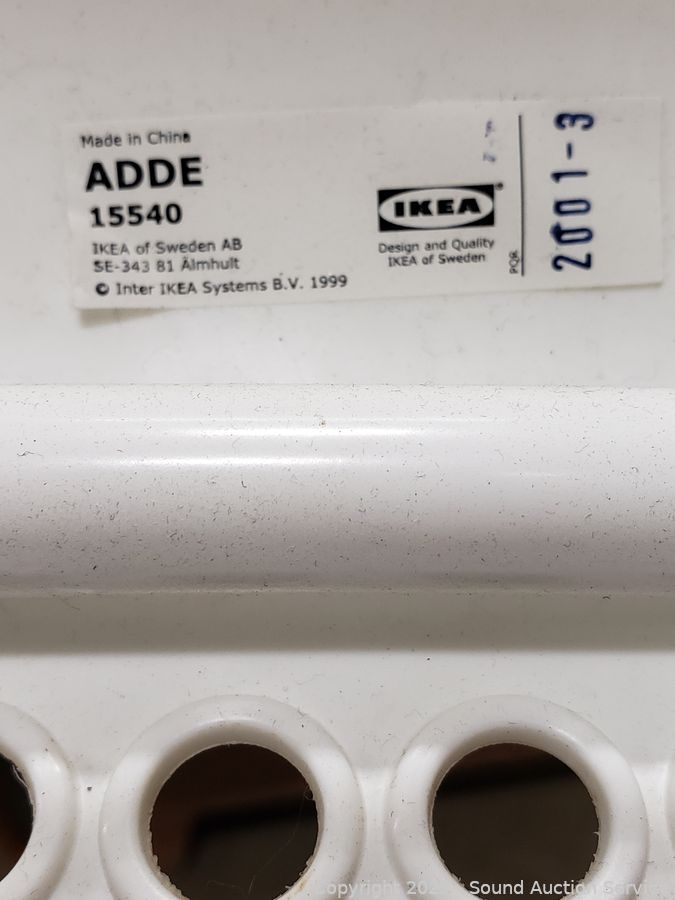 Made in China
ADDE
15540
IKEA of Sweden AB
SE-343 81 Älmhult
© Inter IKEA Systems B.V. 1999
IKEA
Design and Quality
IKEA of Sweden
2001-3
Copyright Sound Auction Service